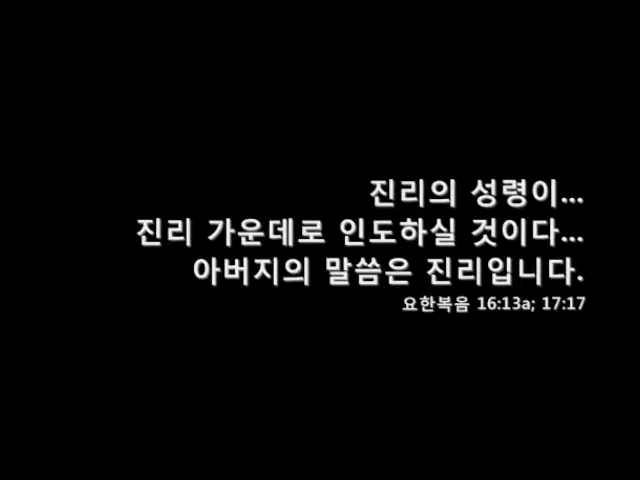 진리의 성령이...
진리 가운데로 인도하실 것이다...
아버지의 말씀은 진리입니다.
요한복음 16:13a; 17:17